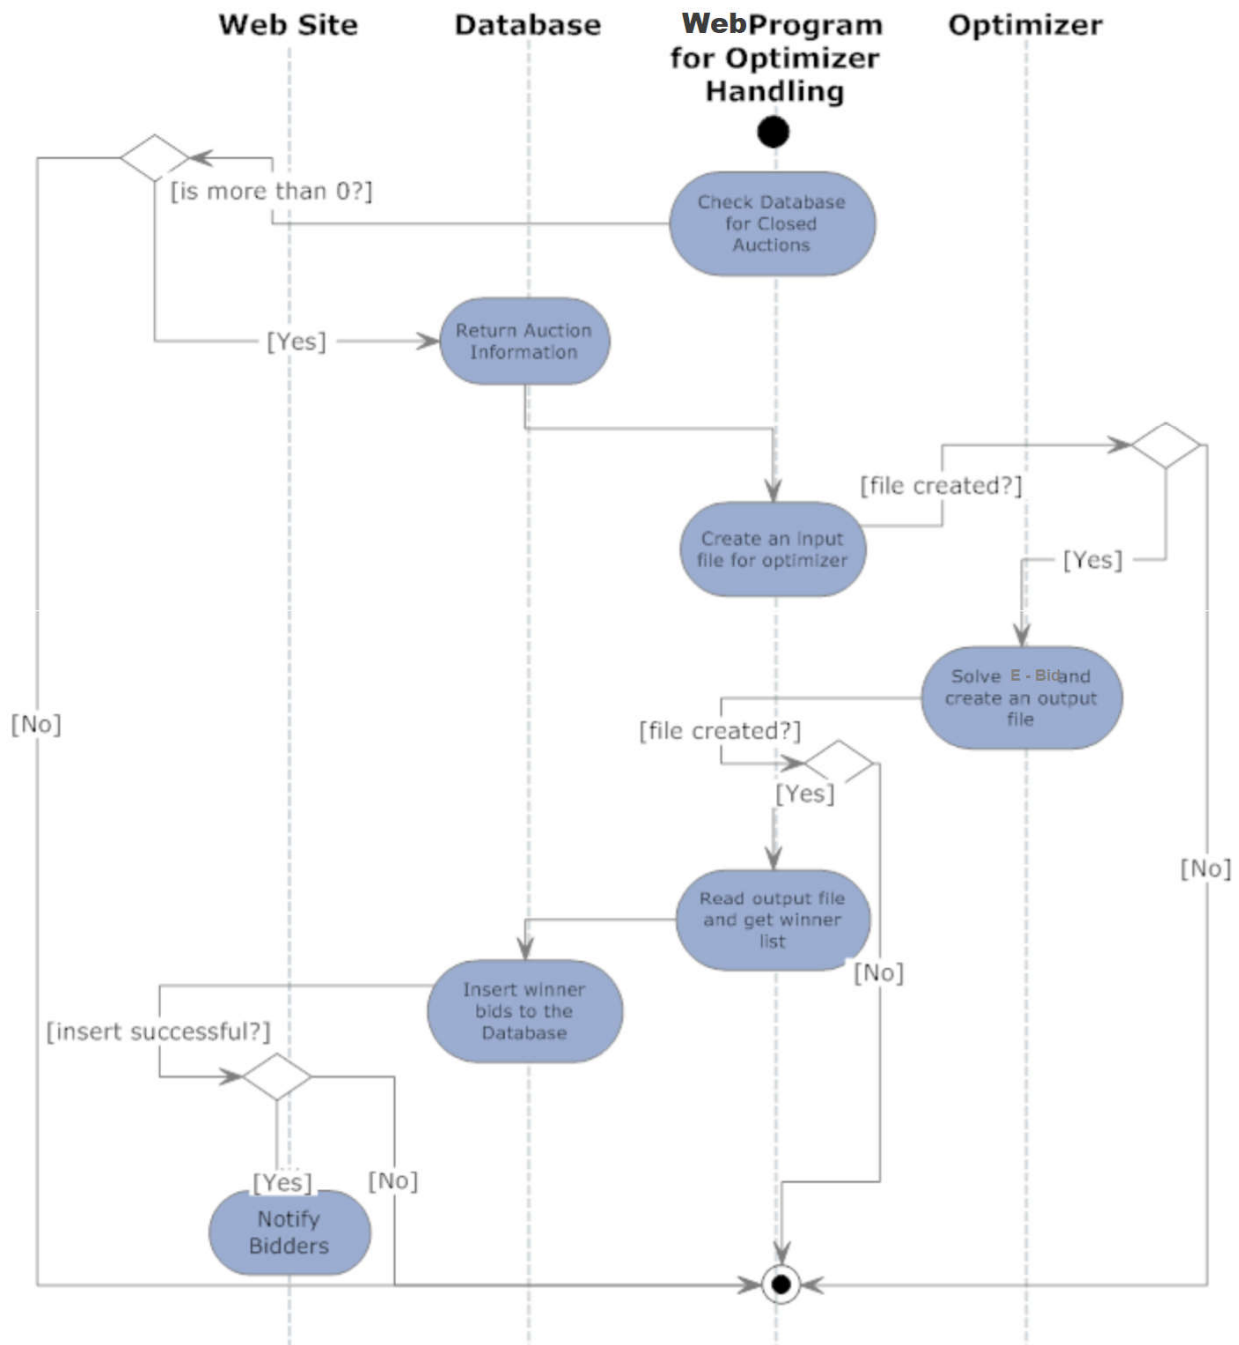 Web Site
Database
WebProgram
for Optimizer
Handling
Optimizer
[is more than 0?]
Check Database
for Closed
Auctions
[Yes]
Return Auction
Information
[file created?]
Create an input
file for optimizer
[Yes]
Solve E - Bid and
create an output
file
[No]
[file created?]
[Yes]
[No]
Read output file
and get winner
list
[No]
Insert winner
bids to the
Database
[insert successful?]
[Yes]
[No]
Notify
Bidders